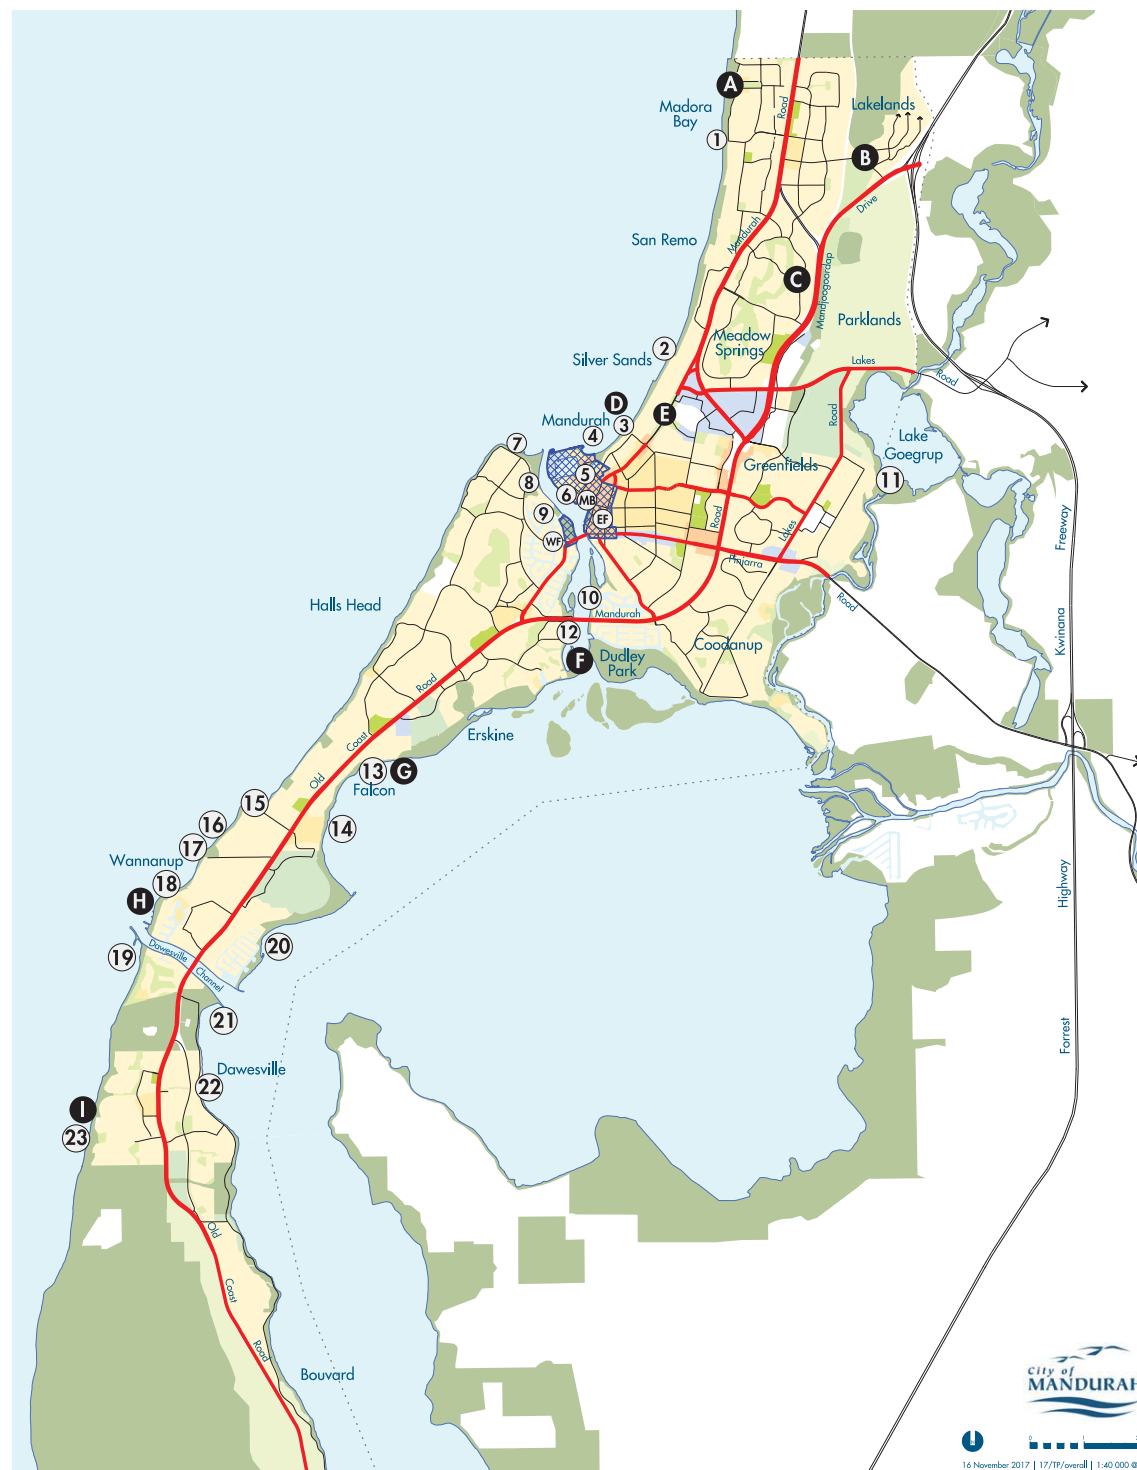 A
Madora
Bay
Road
Lakelands
1
B
Drive
San Remo
Mandurah
C
Mandjoogoordap
Parklands
Meadow
Springs
2
Silver Sands
Lakes
Road
D
E
Mandurah
3
4
Road
Lake
Goegrup
7
Greenfields
5
8
11
6
MB
9
EF
Road
Lakes
Freeway
WF
Pinjarra
Road
10
Halls Head
Mandurah
12
Coodanup
Kwinana
F
Dudley
Park
Road
Erskine
Coast
13
G
Old
Falcon
15
16
14
17
Wannanup
18
H
Highway
19
Dawesville
Channel
20
21
Forrest
Dawesville
22
I
23
Old
Coast
Road
Bouvard
City of
MANDURAH
0
1
16 November 2017 | 17/TP/overall | 1:40 000 @